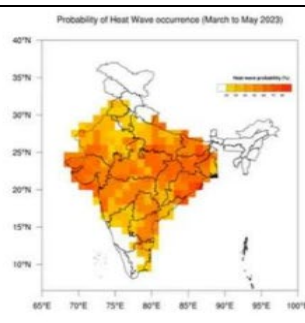 Probability of Heat Wave occurrence (March to May 2023)
40°N
Heat wave probability (%)
35°N
30°N
25°N
20°N
15°N
10°N
65°E 70°E 75°E 80°E 85°E 90°E 95°E 100°E